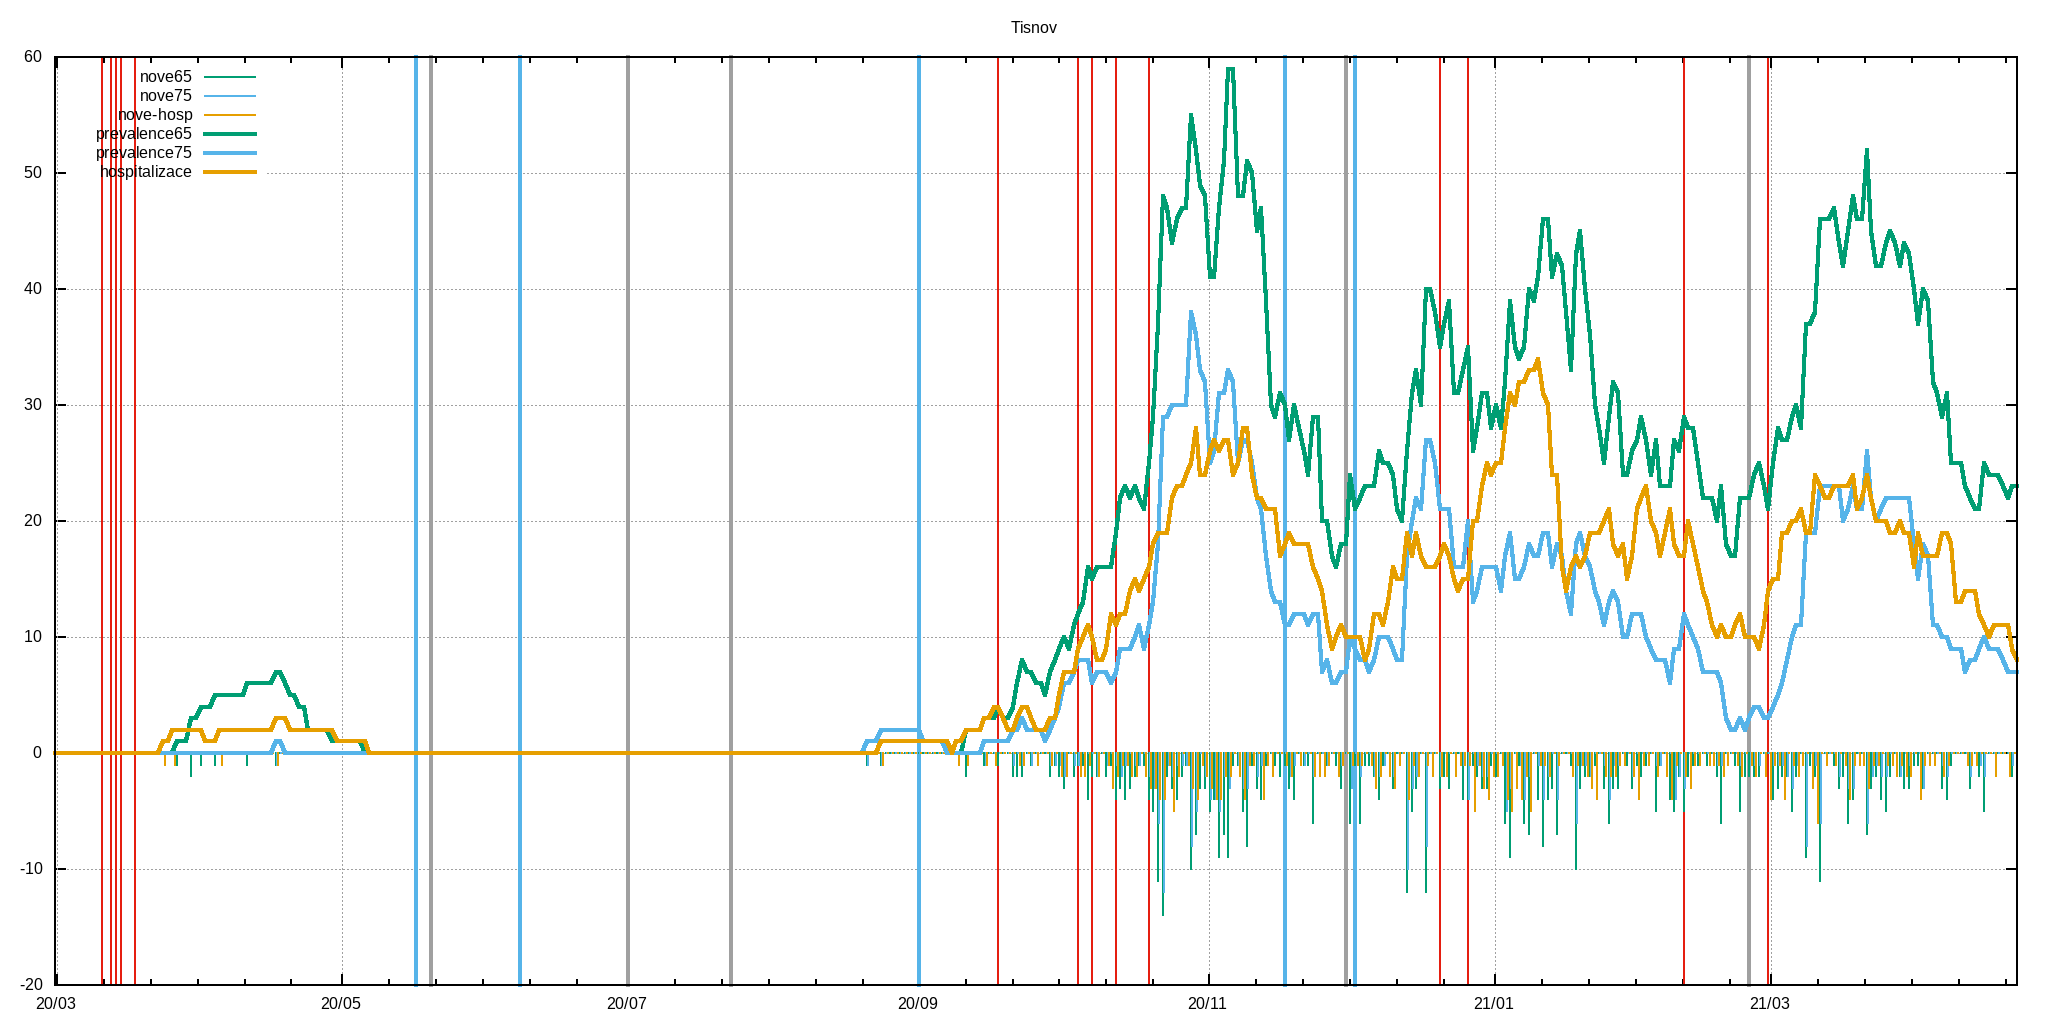 Tisnov
60
50
40
30
20
10
0
-10
-20
nove65
nove75
nove-hosp
prevalence65
prevalence75
hospitalizace
20/03 20/05 20/07 20/09 20/11 21/01 21/03